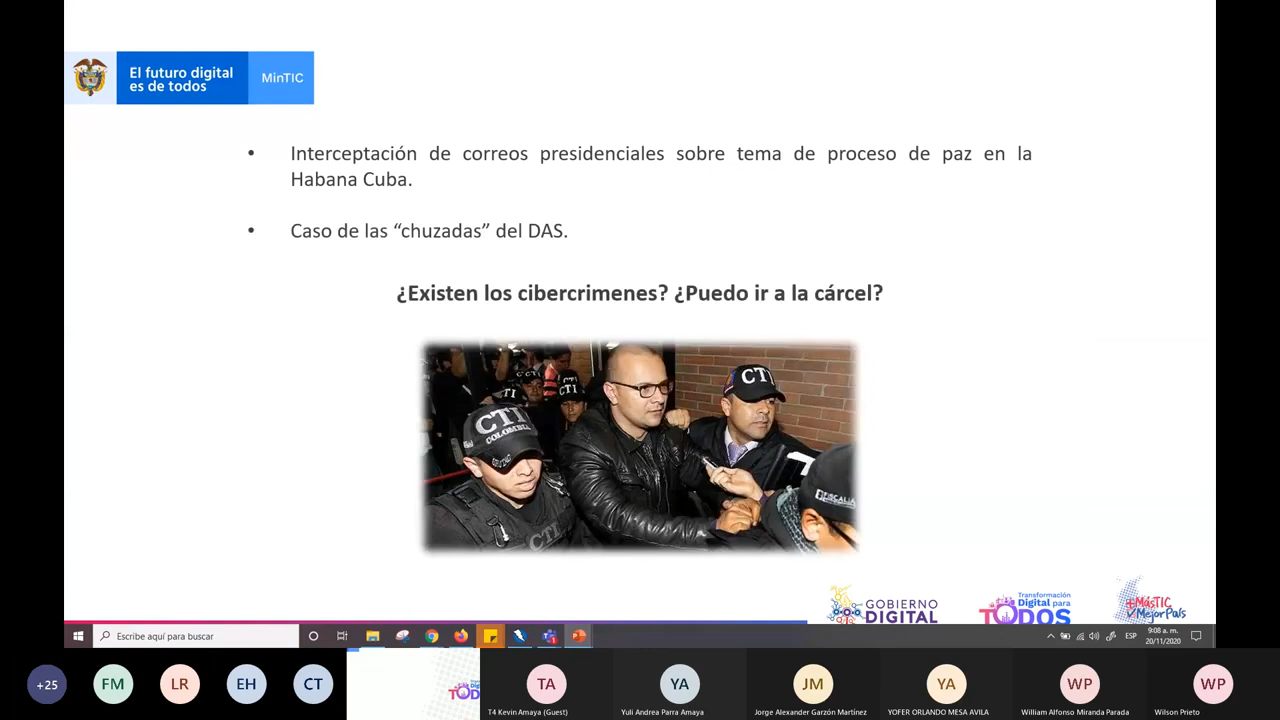 El futuro digital
es de todos
MinTIC
• Interceptación de correos presidenciales sobre tema de proceso de paz en la
Habana Cuba.
• Caso de las “chuzadas” del DAS.
¿Existen los cibercrimenes? ¿Puedo ir a la cárcel?
CTI
CTI
CTI
COLOMBIA
CTI
FISCALIA
GOBIERNO
DIGITAL
Transformación
Digital para
TODOS
+MásTIC
MejorPaís
Escribe aquí para buscar
ESP
9:08 a. m.
20/11/2020
+25
FM
LR
EH
CT
TA
YA
JM
YA
WP
WP
T4 Kevin Amaya (Guest)
Yuli Andrea Parra Amaya
Jorge Alexander Garzón Martínez
YOFER ORLANDO MESA AVILA
William Alfonso Miranda Parada
Wilson Prieto